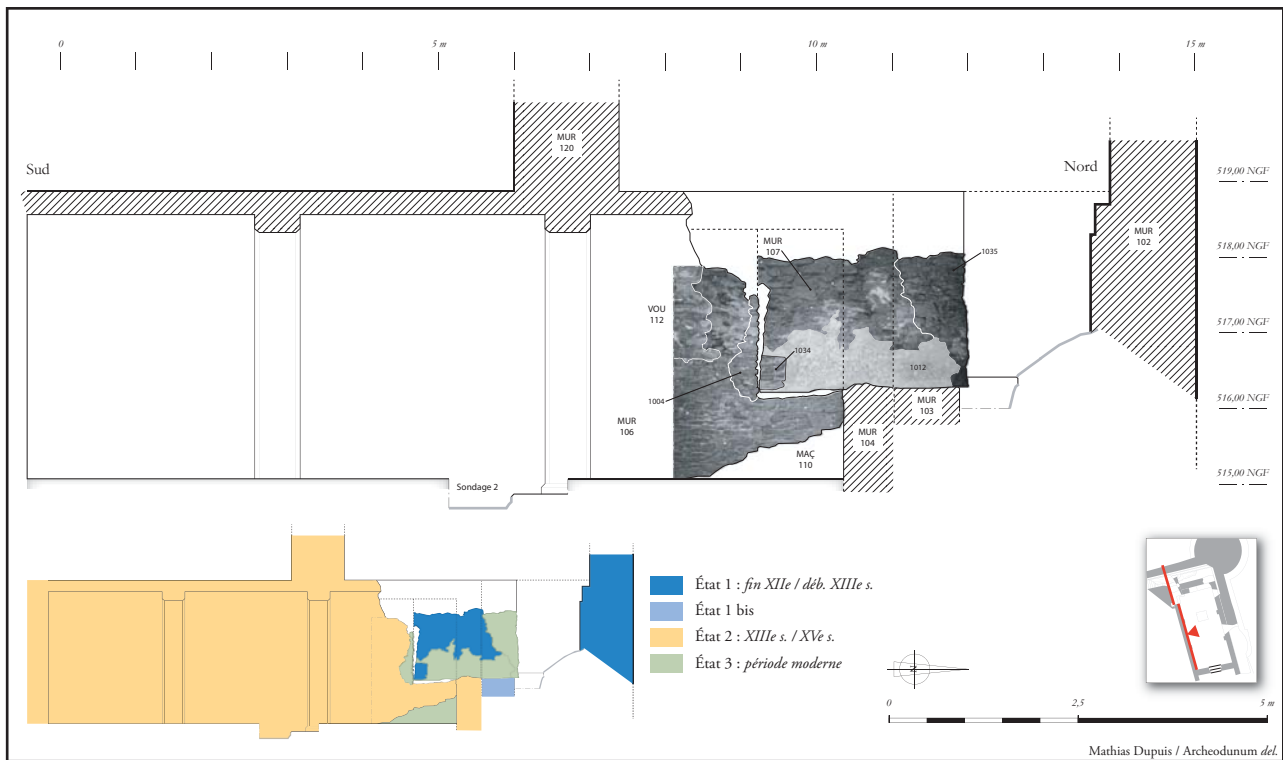 0
5 m
10 m
15 m
Sud
MUR
120
Nord
MUR
102
519,00 NGF
518,00 NGF
517,00 NGF
516,00 NGF
515,00 NGF
MUR
107
1035
VOU
112
1034
1012
1004
MUR
106
MUR
103
MUR
104
MAÇ
110
Sondage 2
État 1 : fin XIIe / déb. XIIIe s.
État 1 bis
État 2 : XIIIe s. / XVe s.
État 3 : période moderne
N
0
2,5
5 m
Mathias Dupuis / Archeodunum del.